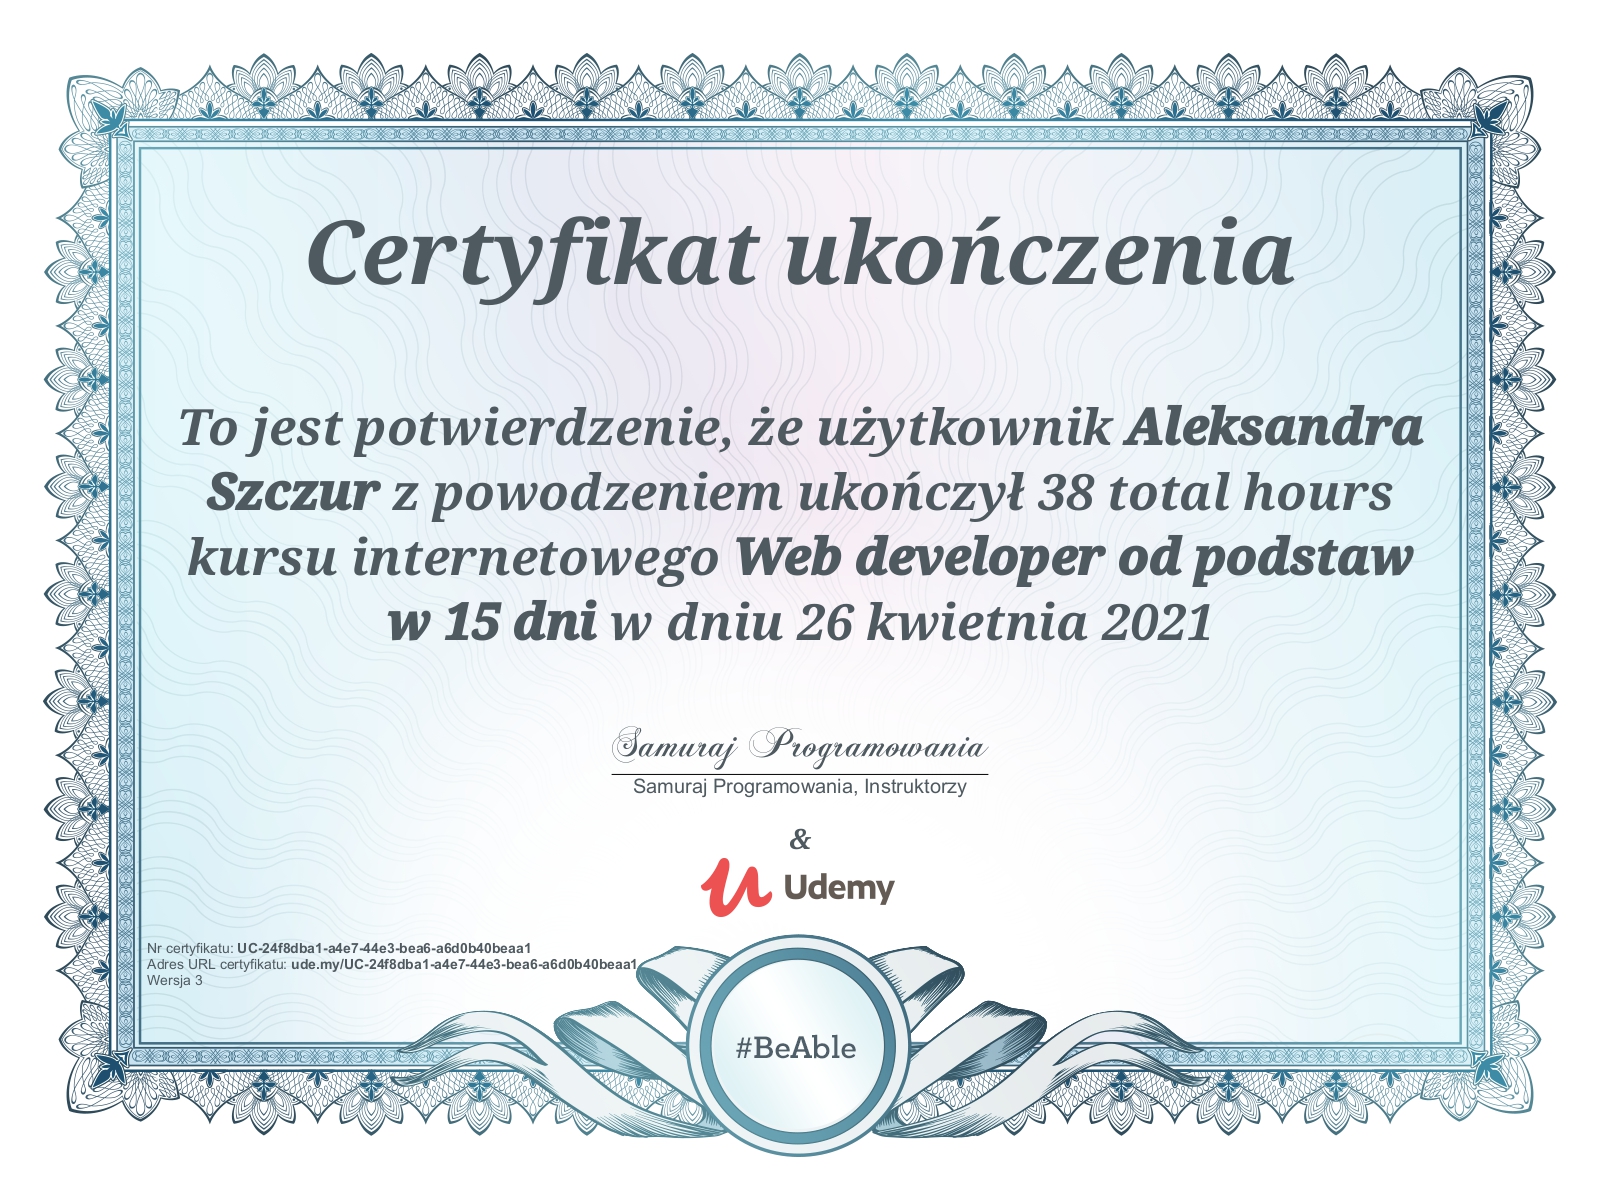 Certyfikat ukończenia
To jest potwierdzenie, że użytkownik Aleksandra
Szczur z powodzeniem ukończył 38 total hours
kursu internetowego Web developer od podstaw
w 15 dni w dniu 26 kwietnia 2021
Samuraj Programowania
Samuraj Programowania, Instruktorzy
&
Udemy
Nr certyfikatu: UC-24f8dba1-a4e7-44e3-bea6-a6d0b40beaa1
Adres URL certyfikatu: ude.my/UC-24f8dba1-a4e7-44e3-bea6-a6d0b40beaa1
Wersja 3
#BeAble